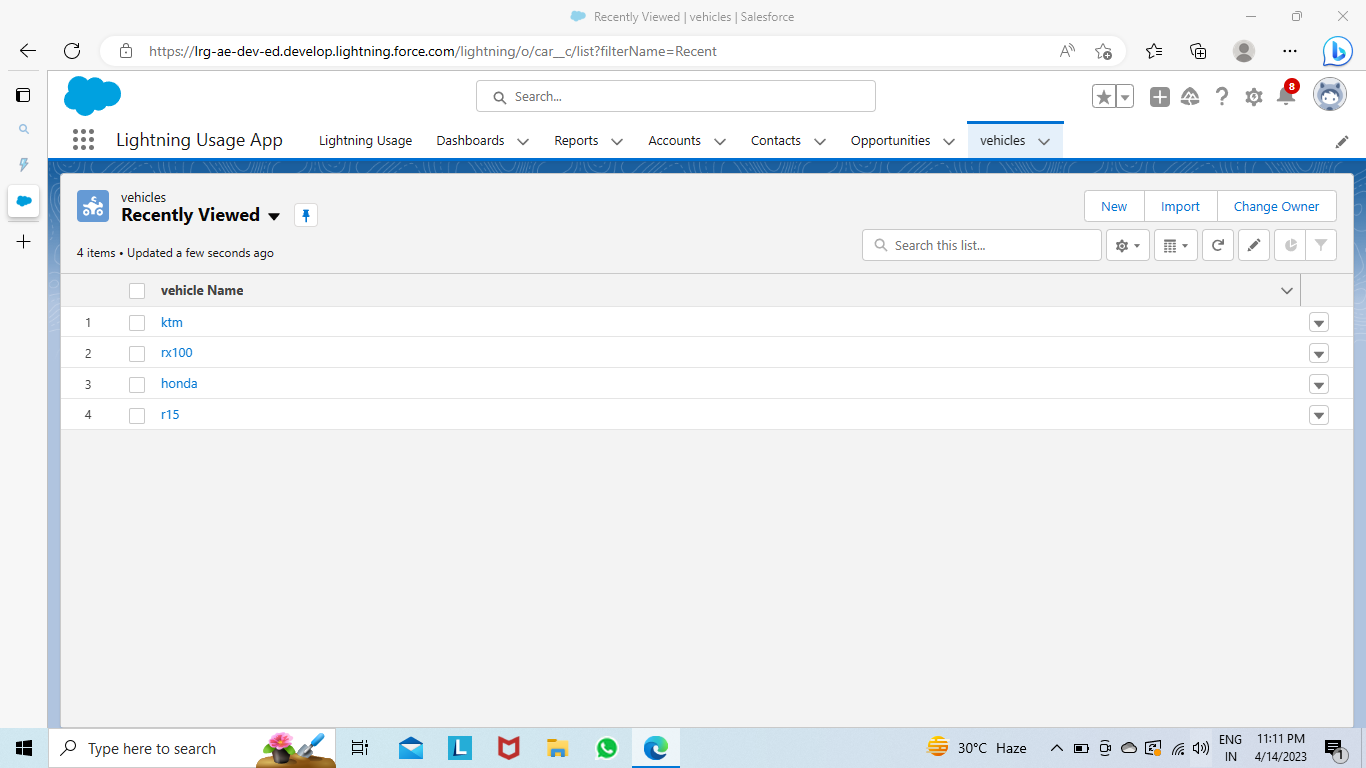 Recently Viewed | vehicles | Salesforce
https://lrg-ae-dev-ed.develop.lightning.force.com/lightning/o/car__c/list?filterName=Recent
Search...
8
Lightning Usage App
Lightning Usage
Dashboards
Reports
Accounts
Contacts
Opportunities
vehicles
vehicles
Recently Viewed
New
Import
Change Owner
4 items • Updated a few seconds ago
Search this list...
vehicle Name
1 ktm
2 rx100
3 honda
4 r15
Type here to search
L
30°C Haze
ENG
IN
11:11 PM
4/14/2023
1